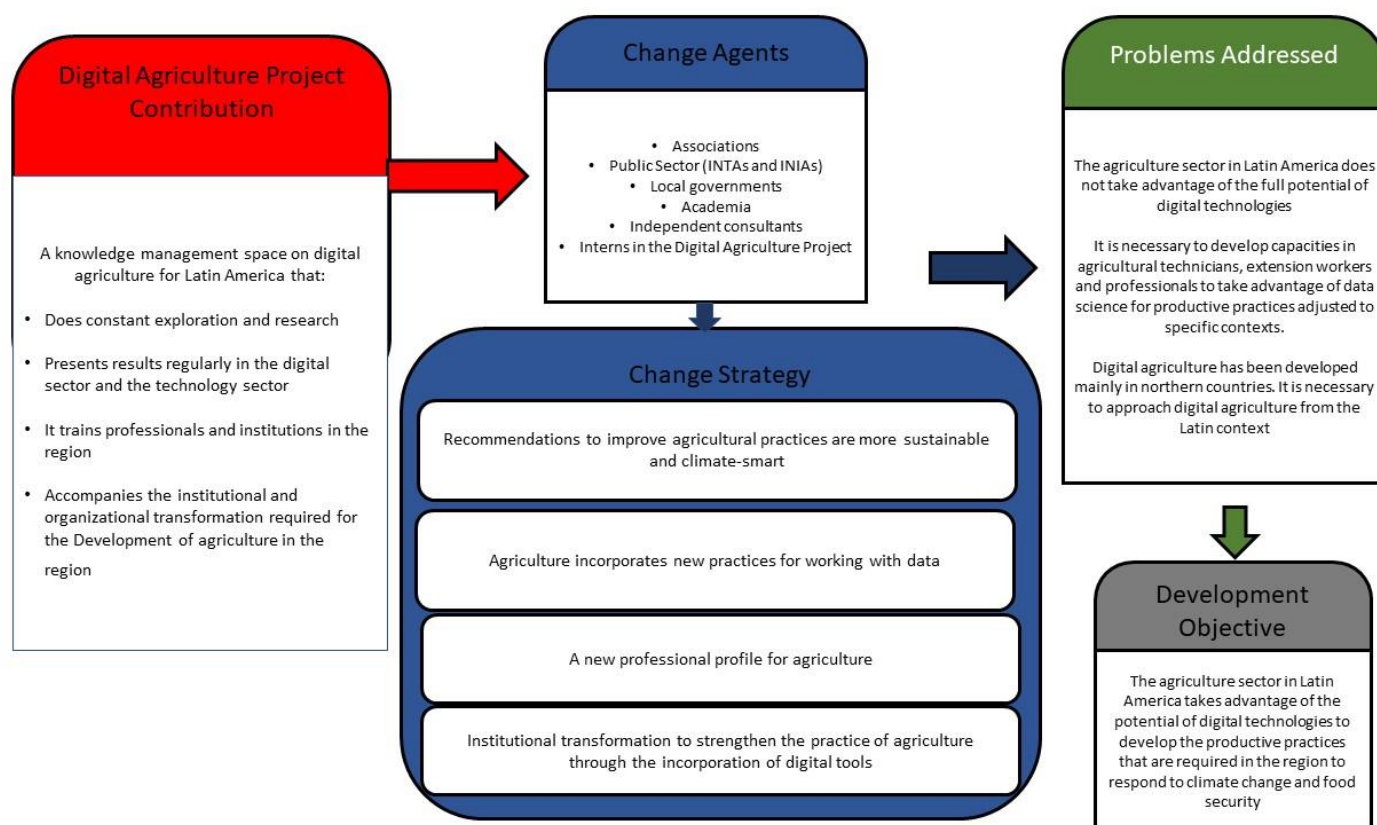 Digital Agriculture Project
Contribution
A knowledge management space on digital
agriculture for Latin America that:
• Does constant exploration and research
• Presents results regularly in the digital
sector and the technology sector
• It trains professionals and institutions in the
region
• Accompanies the institutional and
organizational transformation required for
the Development of agriculture in the
region
Change Agents
• Associations
• Public Sector (INTAs and INIAs)
• Local governments
• Academia
• Independent consultants
• Interns in the Digital Agriculture Project
Change Strategy
Recommendations to improve agricultural practices are more sustainable
and climate-smart
Agriculture incorporates new practices for working with data
A new professional profile for agriculture
Institutional transformation to strengthen the practice of agriculture
through the incorporation of digital tools
Problems Addressed
The agriculture sector in Latin America does
not take advantage of the full potential of
digital technologies
It is necessary to develop capacities in
agricultural technicians, extension workers
and professionals to take advantage of data
science for productive practices adjusted to
specific contexts.
Digital agriculture has been developed
mainly in northern countries. It is necessary
to approach digital agriculture from the
Latin context
Development
Objective
The agriculture sector in Latin
America takes advantage of the
potential of digital technologies to
develop the productive practices
that are required in the region to
respond to climate change and food
security